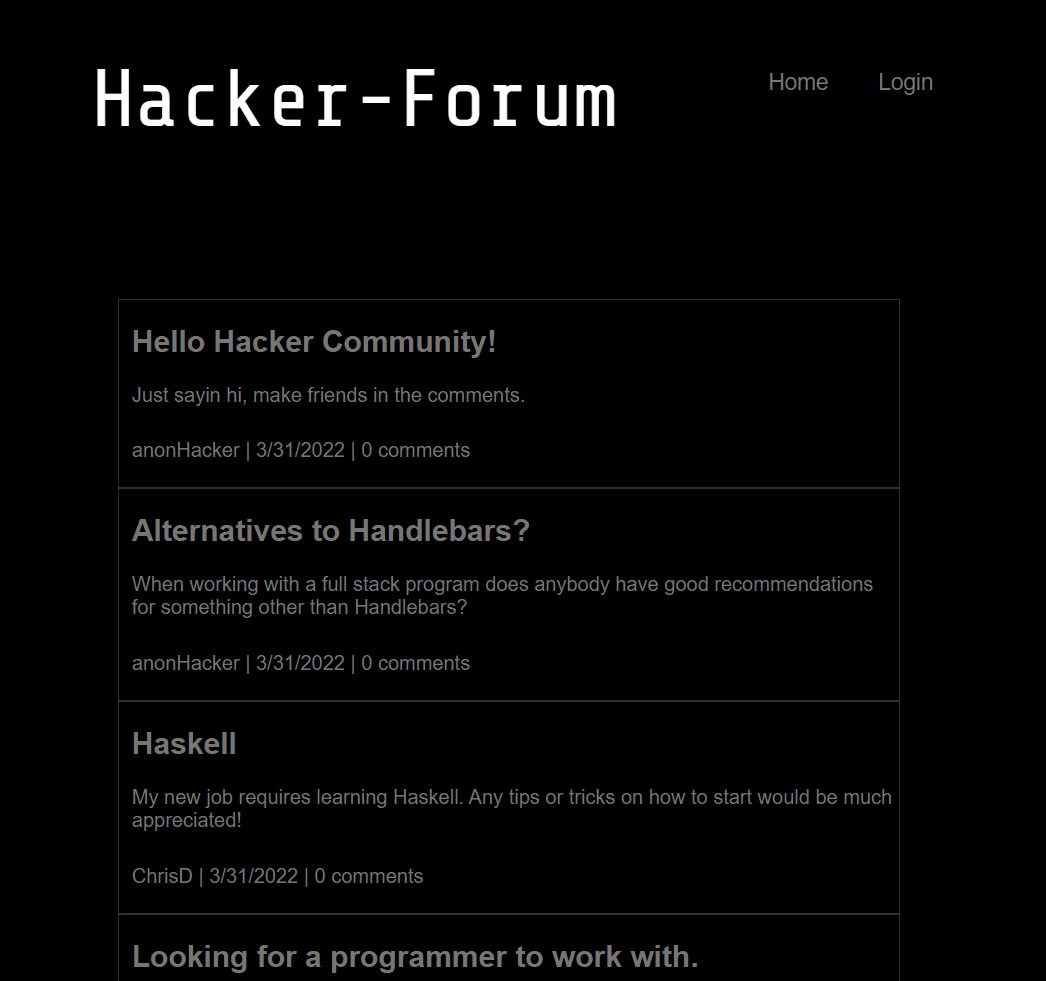 Hacker-Forum
Home
Login
Hello Hacker Community!
Just sayin hi, make friends in the comments.
anonHacker | 3/31/2022 | 0 comments
Alternatives to Handlebars?
When working with a full stack program does anybody have good recommendations
for something other than Handlebars?
anonHacker | 3/31/2022 | 0 comments
Haskell
My new job requires learning Haskell. Any tips or tricks on how to start would be much
appreciated!
ChrisD | 3/31/2022 | 0 comments
Looking for a programmer to work with.